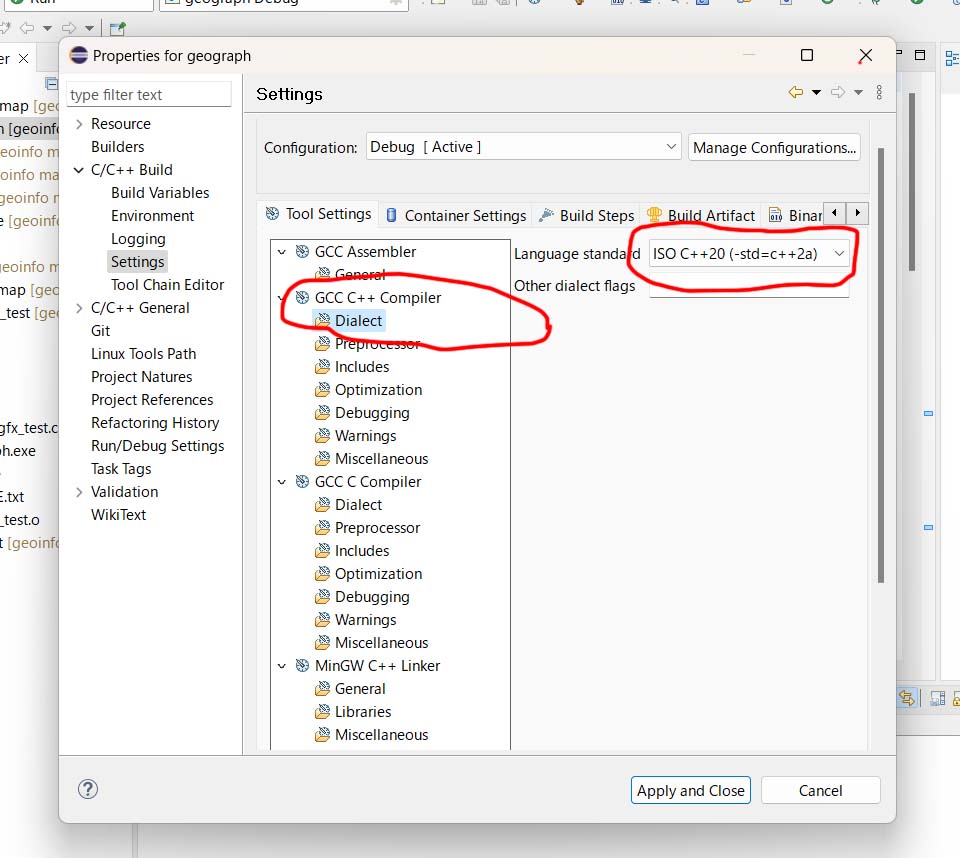 Run
geograph Debug
Properties for geograph
type filter text
Resource
Builders
C/C++ Build
Build Variables
Environment
Logging
Settings
Tool Chain Editor
C/C++ General
Git
Linux Tools Path
Project Natures
Project References
Refactoring History
Run/Debug Settings
Task Tags
Validation
WikiText
Settings
Configuration:
Debug [ Active ]
Manage Configurations...
Tool Settings
Container Settings
Build Steps
Build Artifact
Binar
GCC Assembler
General
GCC C++ Compiler
Dialect
Preprocessor
Includes
Optimization
Debugging
Warnings
Miscellaneous
GCC C Compiler
Dialect
Preprocessor
Includes
Optimization
Debugging
Warnings
Miscellaneous
MinGW C++ Linker
General
Libraries
Miscellaneous
Language standard
ISO C++20 (-std=c++2a)
Other dialect flags
Apply and Close
Cancel
er
map [geo
[geoinfo
eoinfo m
eoinfo ma
geoinfo m
e [geoinfo
map [geo
_test [geo
gfx_test.c
ph.exe
E.txt
_test.o
t [geoinfo